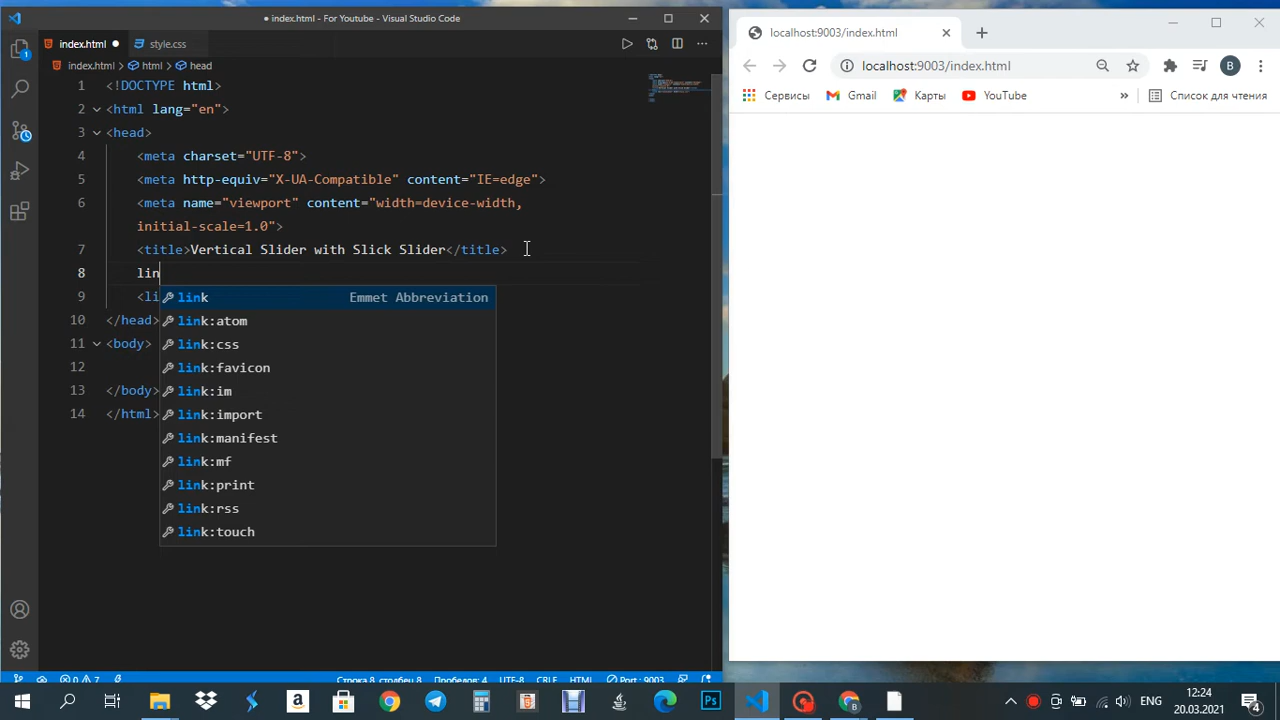 index.html - For Youtube - Visual Studio Code
index.html
style.css
index.html > html > head
1 <!DOCTYPE html>
2 <html lang="en">
3 <head>
4 <meta charset="UTF-8">
5 <meta http-equiv="X-UA-Compatible" content="IE=edge">
6 <meta name="viewport" content="width=device-width,
initial-scale=1.0">
7 <title>Vertical Slider with Slick Slider</title>
8 lin
9 <li
10 </head>
11 <body>
12
13 </body>
14 </html>
link Emmet Abbreviation
link:atom
link:css
link:favicon
link:im
link:import
link:manifest
link:mf
link:print
link:rss
link:touch
1
0 7 Строка 8, столбец 8 Пробелов: 4 UTF-8 CRLF HTML Port : 9003
localhost:9003/index.html
localhost:9003/index.html
B
Сервисы Gmail Карты YouTube » Список для чтения
Ps
B
ENG
12:24
20.03.2021
4